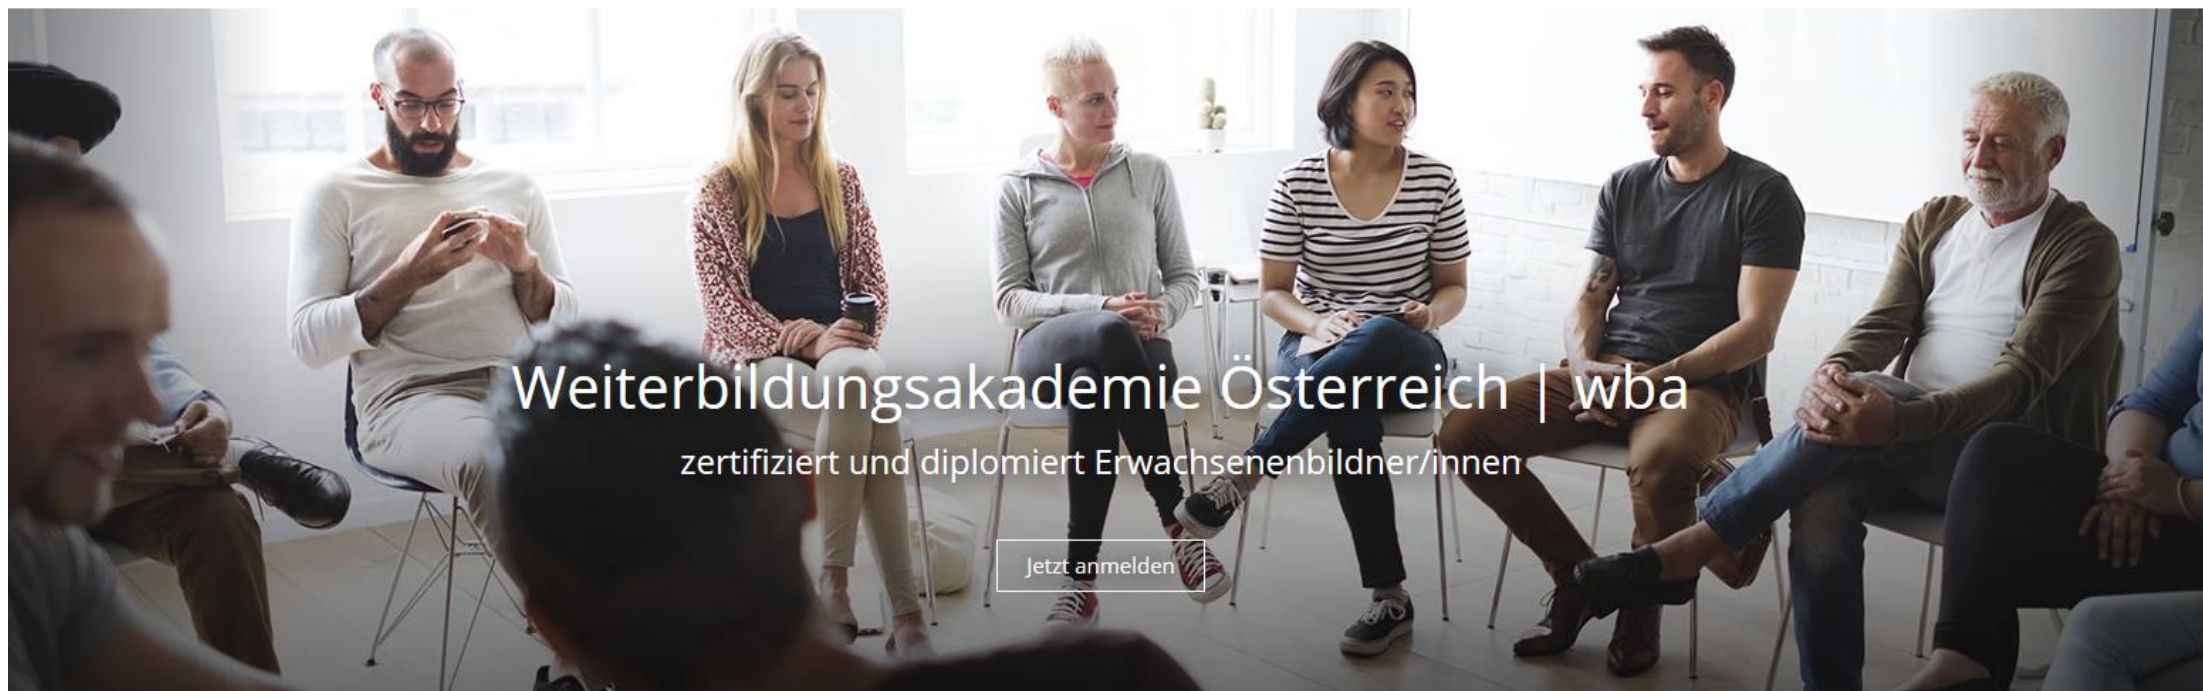 Weiterbildungsakademie Österreich | wba
zertifiziert und diplomiert Erwachsenenbildner/innen
Jetzt anmelden